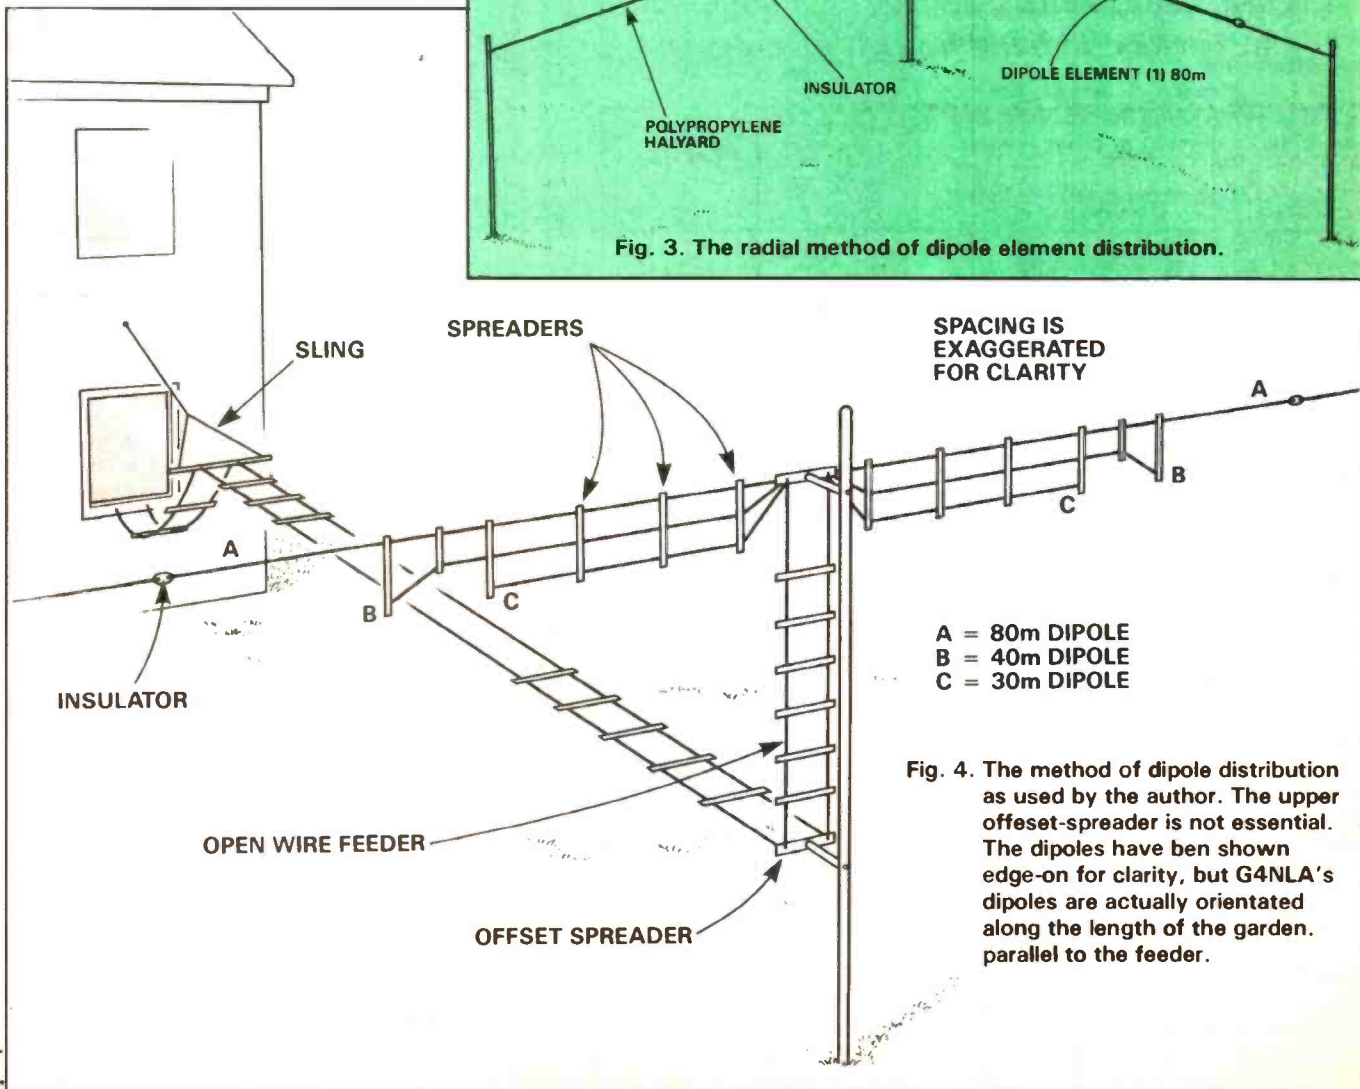 INSULATOR
DIPOLE ELEMENT (1) 80m
POLYPROPYLENE
HALYARD
Fig. 3. The radial method of dipole element distribution.
SPREADERS
SLING
SPACING IS
EXAGGERATED
FOR CLARITY
A
B
C
A
B
C
INSULATOR
A = 80m DIPOLE
B = 40m DIPOLE
C = 30m DIPOLE
OPEN WIRE FEEDER
OFFSET SPREADER
Fig. 4. The method of dipole distribution
as used by the author. The upper
offeset-spreader is not essential.
The dipoles have ben shown
edge-on for clarity, but G4NLA's
dipoles are actually orientated
along the length of the garden.
parallel to the feeder.